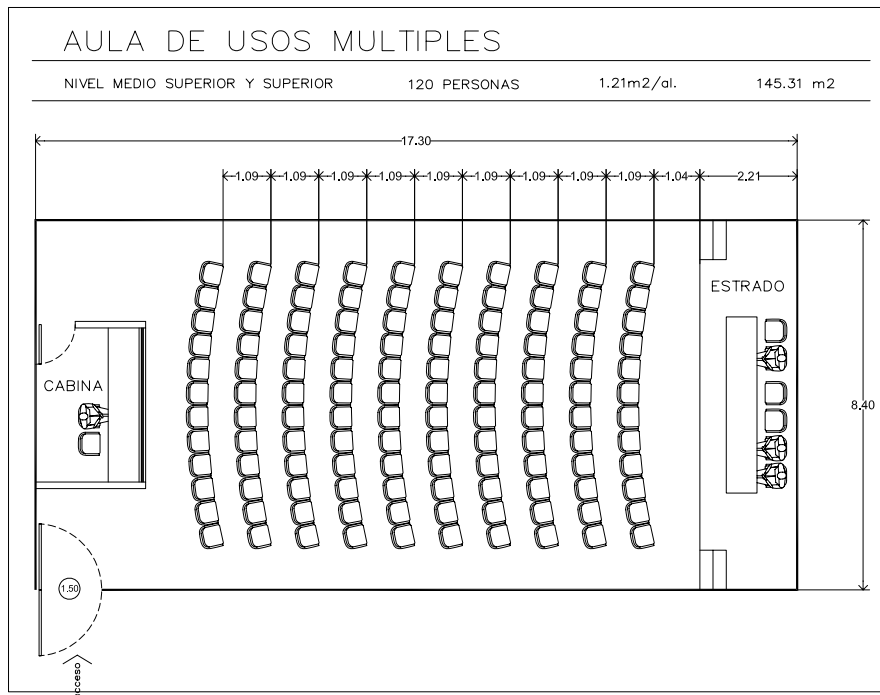 AULA DE USOS MULTIPLES
NIVEL MEDIO SUPERIOR Y SUPERIOR 120 PERSONAS 1.21m2/al. 145.31 m2
17.30
1.09 1.09 1.09 1.09 1.09 1.09 1.09 1.09 1.09 1.04 2.21
ESTRADO
CABINA
8.40
1.50
cceso